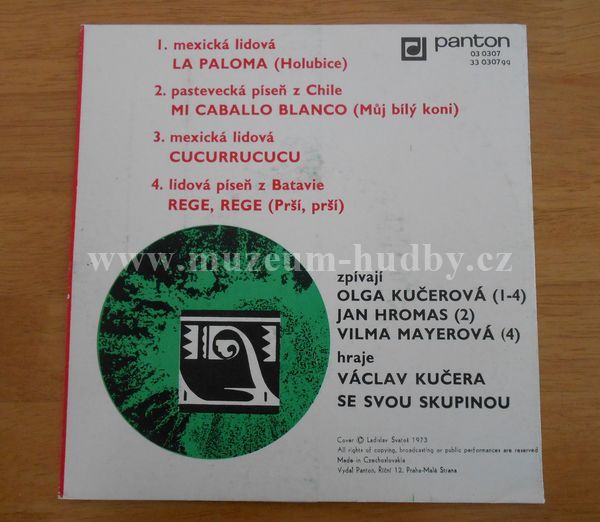 1. mexická lidová
LA PALOMA (Holubice)
2. pastevecká píseň z Chile
MI CABALLO BLANCO (Můj bílý koni)
3. mexická lidová
CUCURRUCUCU
4. lidová píseň z Batavie
REGE, REGE (Prší, prší)
panton
03 0307
33 0307 99
www.muzeum-hudby.cz
zpívají
OLGA KUČEROVÁ (1-4)
JAN HROMAS (2)
VILMA MAYEROVÁ (4)
hraje
VÁCLAV KUČERA
SE SVOU SKUPINOU
Cover © Ladislav Svatoš 1973
All rights of copying, broadcasting or public performances are reserved
Made in Czechoslovakia
Vydal Panton, Říční 12, Praha-Malá Strana